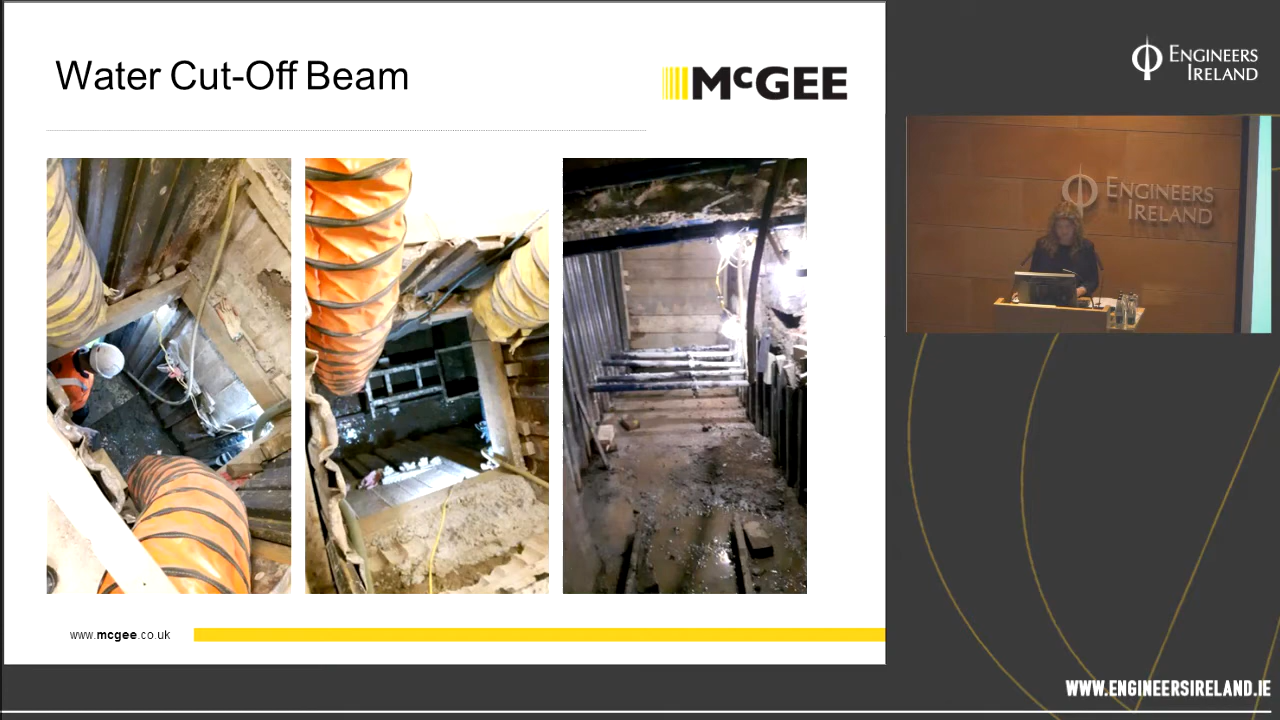 Water Cut-Off Beam
McGEE
www.mcgee.co.uk
ENGINEERS
IRELAND
ENGINEERS
IRELAND
WWW.ENGINEERSIRELAND.IE